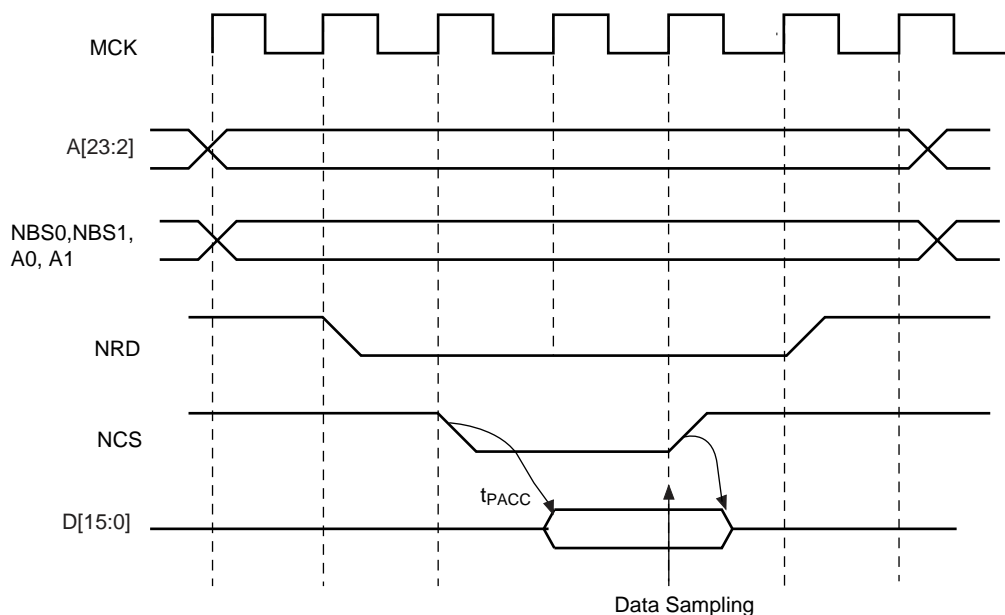 MCK
A[23:2]
NBS0,NBS1,
A0, A1
NRD
NCS
tPACC
D[15:0]
Data Sampling